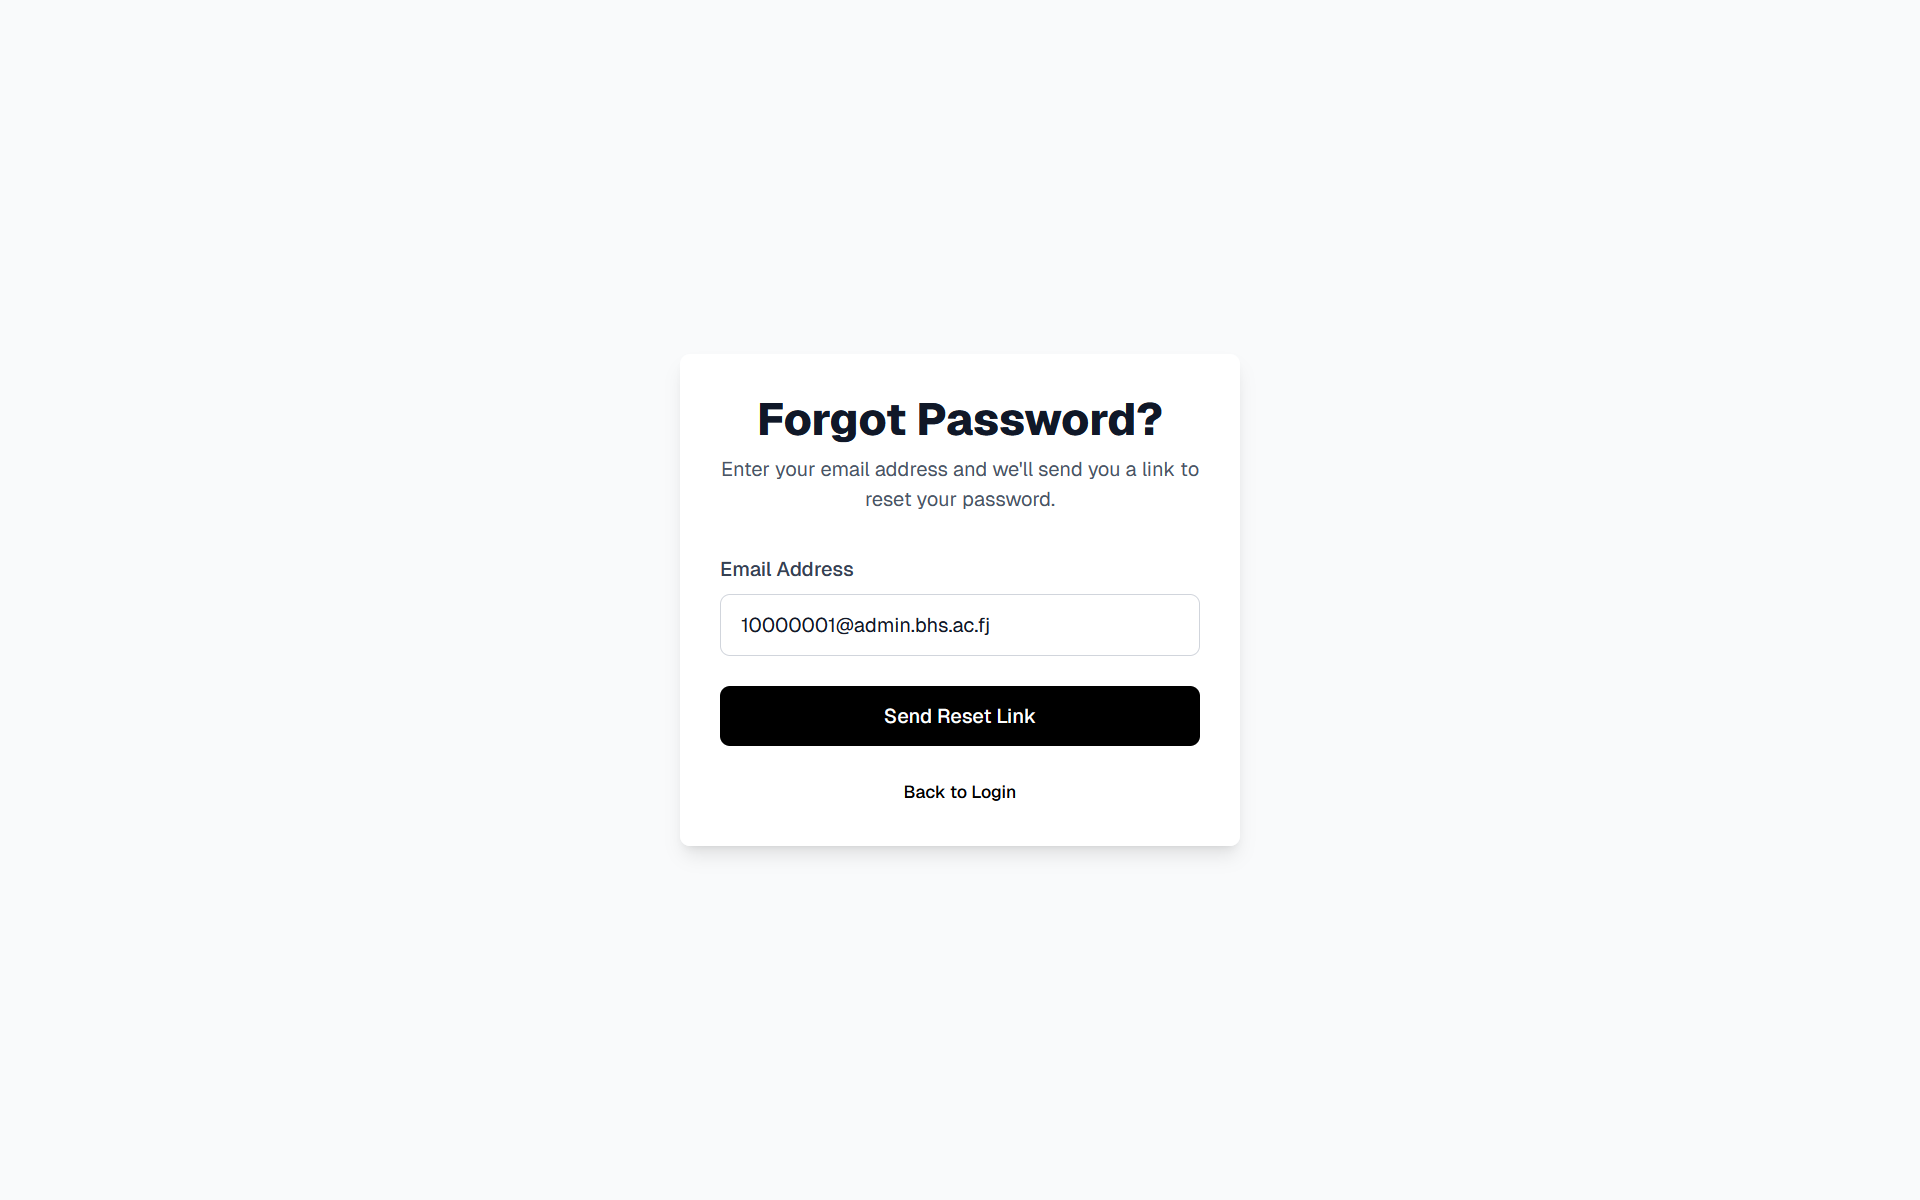 Forgot Password?
Enter your email address and we'll send you a link to
reset your password.
Email Address
10000001@admin.bhs.ac.fj
Send Reset Link
Back to Login